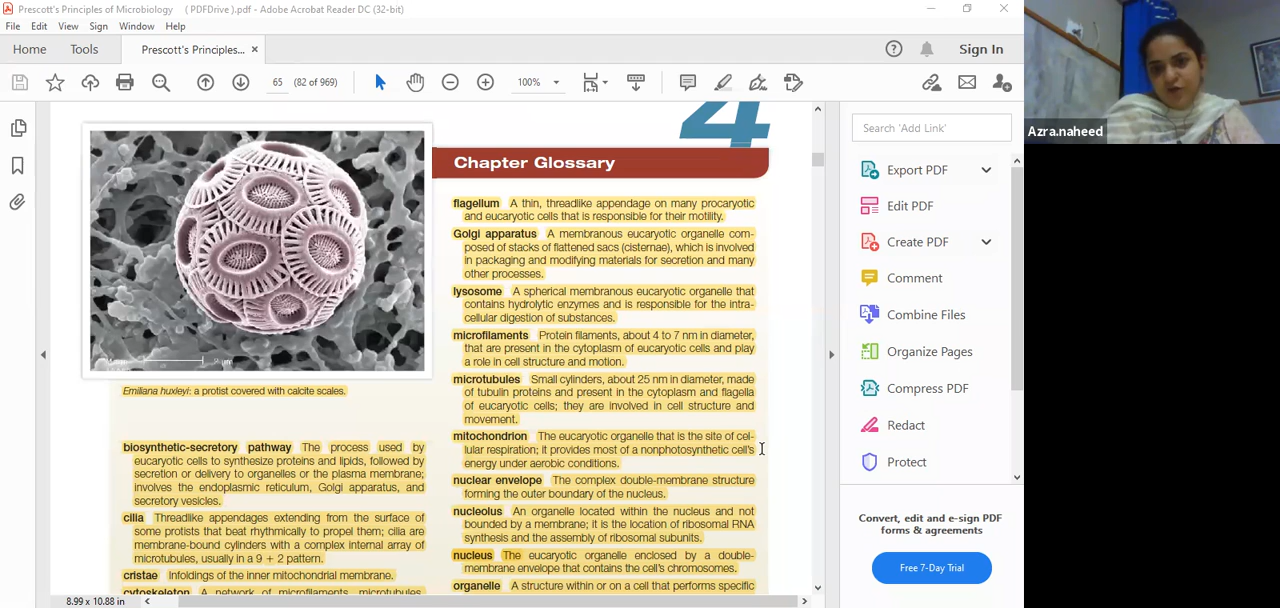 Prescott's Principles of Microbiology ( PDFDrive ).pdf - Adobe Acrobat Reader DC (32-bit)
File Edit View Sign Window Help
Home Tools Prescott's Principles... ×
Sign In
65 (82 of 969)
100%
4
Chapter Glossary
Emiliana huxleyi: a protist covered with calcite scales.
biosynthetic-secretory pathway The process used by
eucaryotic cells to synthesize proteins and lipids, followed by
secretion or delivery to organelles or the plasma membrane;
involves the endoplasmic reticulum, Golgi apparatus, and
secretory vesicles.
cilia Threadlike appendages extending from the surface of
some protists that beat rhythmically to propel them; cilia are
membrane-bound cylinders with a complex internal array of
microtubules, usually in a 9 + 2 pattern.
cristae Infoldings of the inner mitochondrial membrane.
cytoskeleton A network of microfilaments, microtubules,
flagellum A thin, threadlike appendage on many procaryotic
and eucaryotic cells that is responsible for their motility.
Golgi apparatus A membranous eucaryotic organelle com-
posed of stacks of flattened sacs (cisternae), which is involved
in packaging and modifying materials for secretion and many
other processes.
lysosome A spherical membranous eucaryotic organelle that
contains hydrolytic enzymes and is responsible for the intra-
cellular digestion of substances.
microfilaments Protein filaments, about 4 to 7 nm in diameter,
that are present in the cytoplasm of eucaryotic cells and play
a role in cell structure and motion.
microtubules Small cylinders, about 25 nm in diameter, made
of tubulin proteins and present in the cytoplasm and flagella
of eucaryotic cells; they are involved in cell structure and
movement.
mitochondrion The eucaryotic organelle that is the site of cel-
lular respiration; it provides most of a nonphotosynthetic cell's
energy under aerobic conditions.
nuclear envelope The complex double-membrane structure
forming the outer boundary of the nucleus.
nucleolus An organelle located within the nucleus and not
bounded by a membrane; it is the location of ribosomal RNA
synthesis and the assembly of ribosomal subunits.
nucleus The eucaryotic organelle enclosed by a double-
membrane envelope that contains the cell's chromosomes.
organelle A structure within or on a cell that performs specific
8.99 x 10.88 in
Search 'Add Link'
Export PDF
Edit PDF
Create PDF
Comment
Combine Files
Organize Pages
Compress PDF
Redact
Protect
Convert, edit and e-sign PDF
forms & agreements
Free 7-Day Trial
Azra.naheed